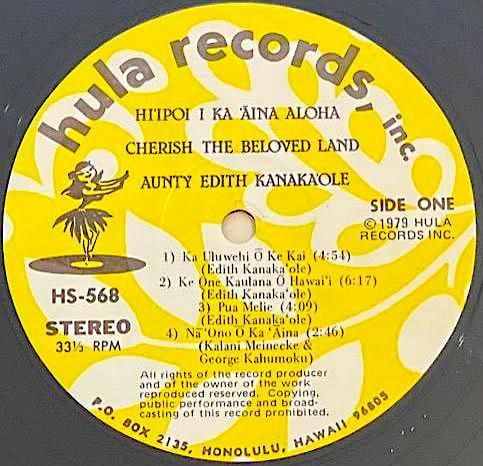 hula records, inc.
HI'IPOI I KA 'ĀINA ALOHA
CHERISH THE BELOVED LAND
AUNTY EDITH KANAKA'OLE
SIDE ONE
© 1979 HULA
RECORDS INC.
1) Ka Uluwehi Ō Ke Kai (4:54)
(Edith Kanaka'ole)
2) Ke One Kaulana Ō Hawai'i (6:17)
(Edith Kanaka'ole)
3) Pua Melie (4:09)
(Edith Kanaka'ole)
4) Nā 'Ono Ō Ka 'Āina (2:46)
(Kalani Meinecke &
George Kahumoku)
HS-568
STEREO
33⅓ RPM
All rights of the record producer
and of the owner of the work
reproduced reserved. Copying,
public performance and broad-
casting of this record prohibited.
P.O. BOX 2135, HONOLULU, HAWAII 96805